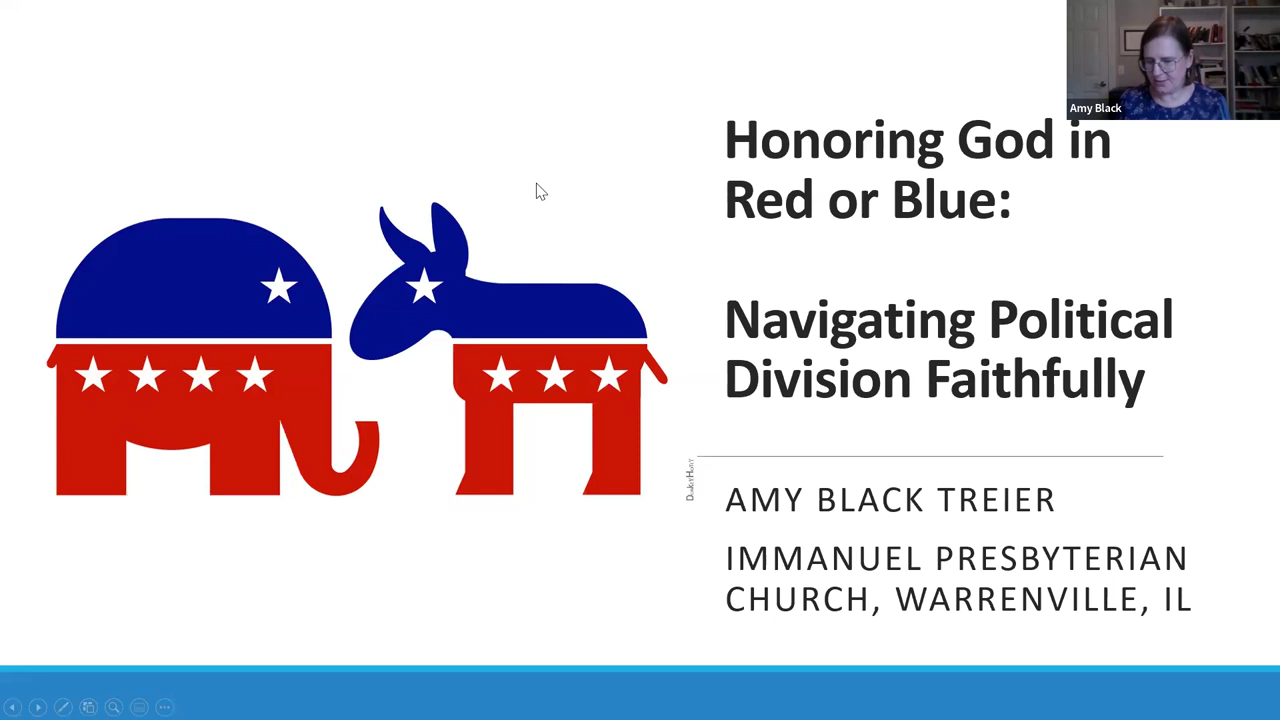 Amy Black
Honoring God in
Red or Blue:
Navigating Political
Division Faithfully
AMY BLACK TREIER
IMMANUEL PRESBYTERIAN
CHURCH, WARRENVILLE, IL